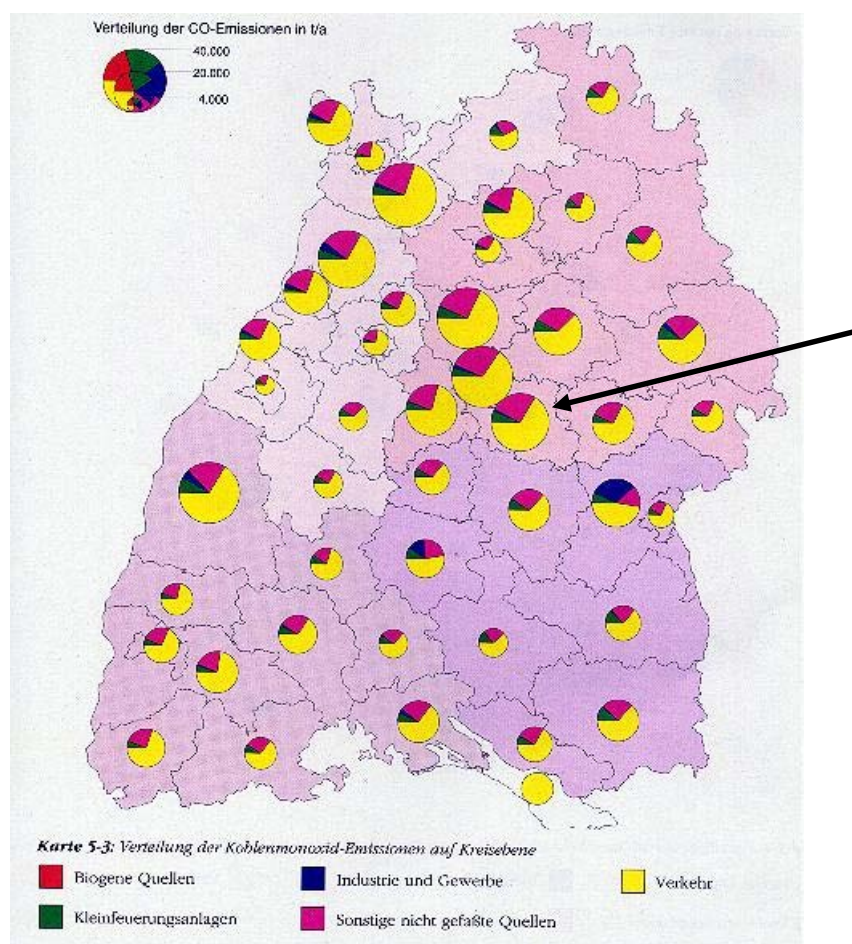 Verteilung der CO-Emissionen in t/a
40.000
20.000
4.000
Karte 5-3: Verteilung der Kohlenmonoxid-Emissionen auf Kreisebene
Biogene Quellen
Industrie und Gewerbe
Verkehr
Kleinfeuerungsanlagen
Sonstige nicht gefaßte Quellen